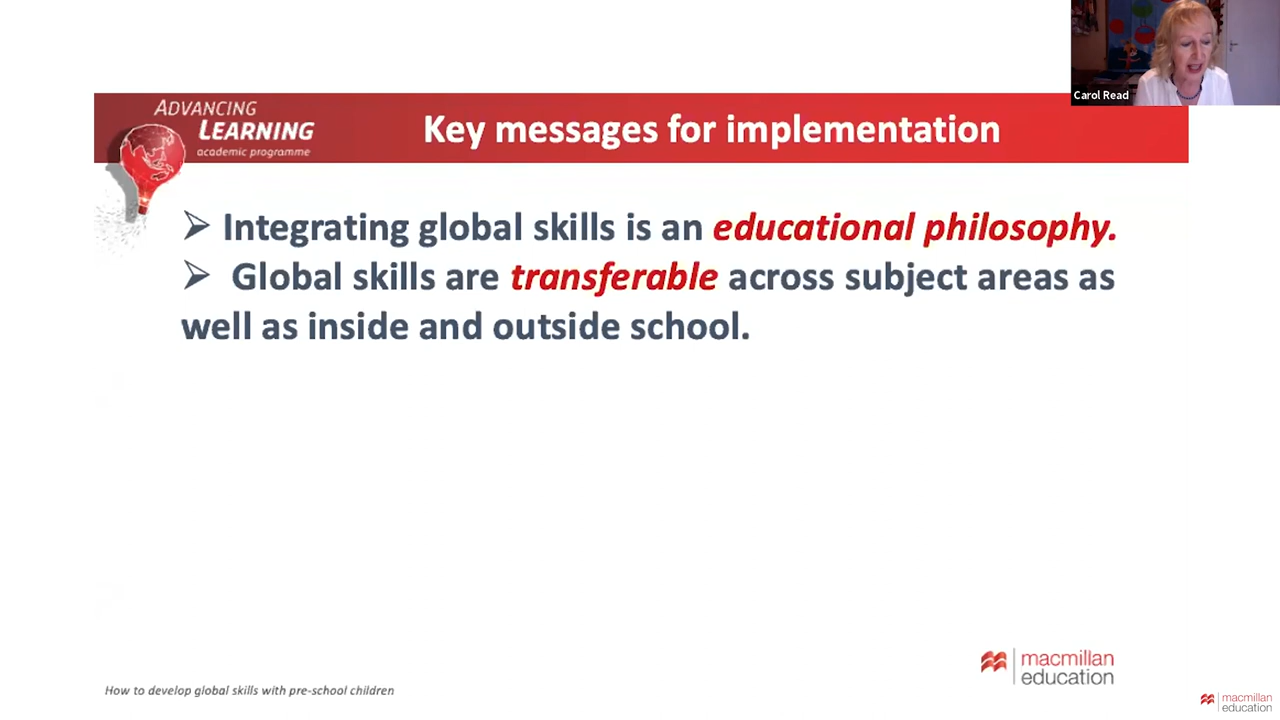 Carol Read
ADVANCING
LEARNING
academic programme
Key messages for implementation
➢ Integrating global skills is an educational philosophy.
➢ Global skills are transferable across subject areas as
well as inside and outside school.
macmillan
education
How to develop global skills with pre-school children
macmillan
education